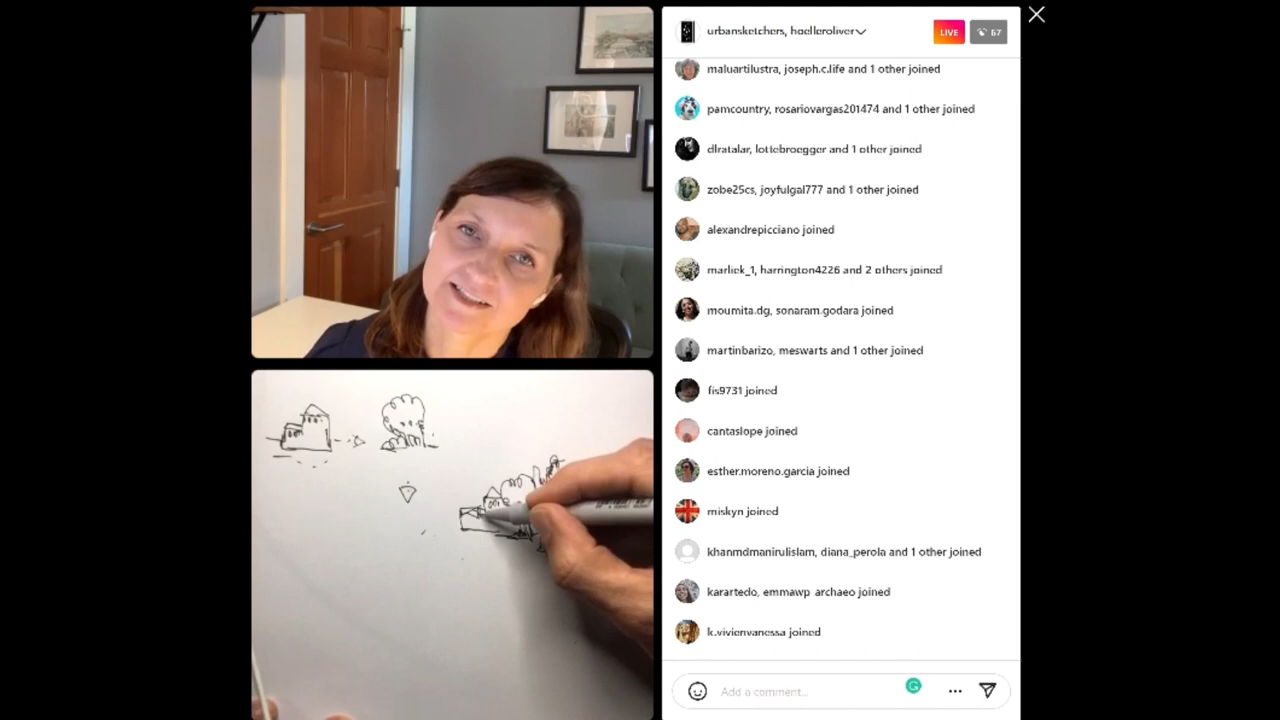 urbansketchers, hoelleroliver
LIVE
67
maluartilustra, joseph.c.life and 1 other joined
pamcountry, rosariovargas201474 and 1 other joined
dlratalar, lottebroegger and 1 other joined
zobe25cs, joyfulgal777 and 1 other joined
alexandrepicciano joined
marliek_1, harrington4226 and 2 others joined
moumita.dg, sonaram.godara joined
martinbarizo, meswarts and 1 other joined
fis9731 joined
cantaslope joined
esther.moreno.garcia joined
miskyn joined
khanmdmanirulislam, diana_perola and 1 other joined
karartedo, emmawp_archaeo joined
k.vivienvanessa joined
Add a comment...